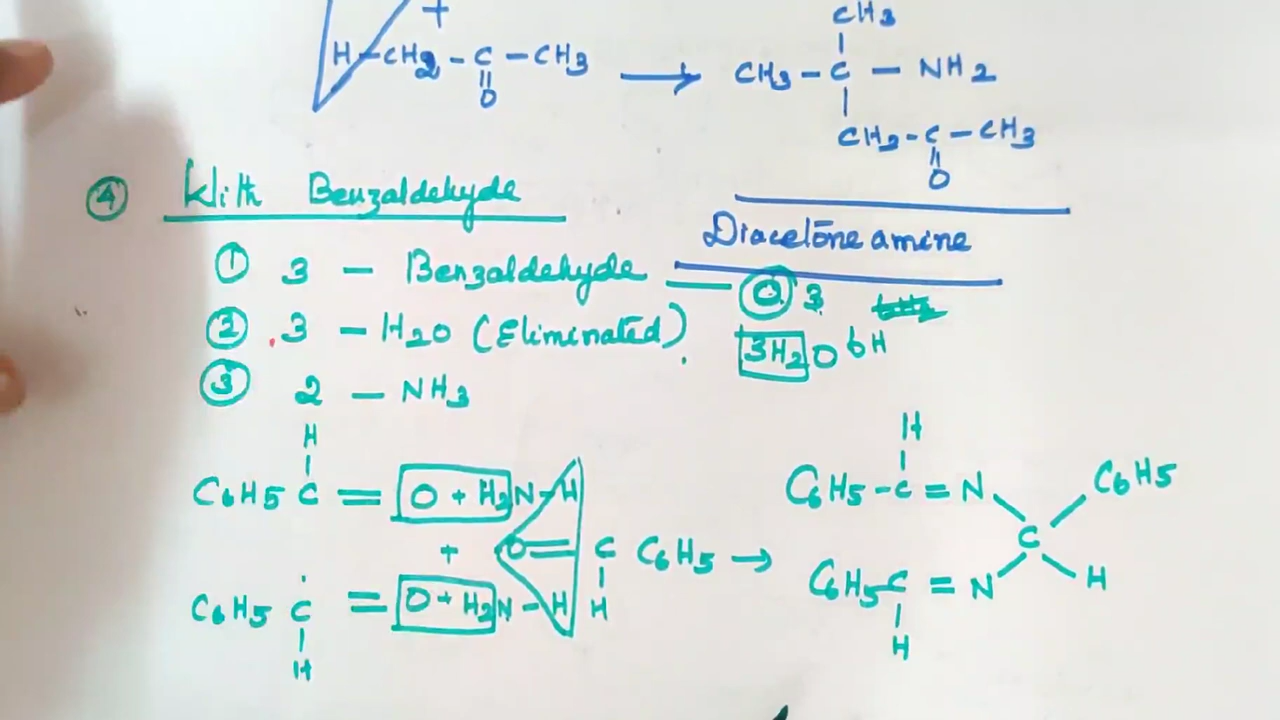 CH3
+
H-CH2 - C - CH3 → CH3 - C - NH2
O
CH2 - C - CH3
O
④ With Benzaldehyde
Diacetone amine
① 3 - Benzaldehyde O 3
② .3 - H2O (Eliminated). 3H2O 6H
③ 2 - NH3
H
H
C6H5 C = O + H2N-H C6H5-C = N C6H5
C
+ O = C C6H5 →
H
C6H5 C = O + H2N-H H C6H5-C = N H
H
H